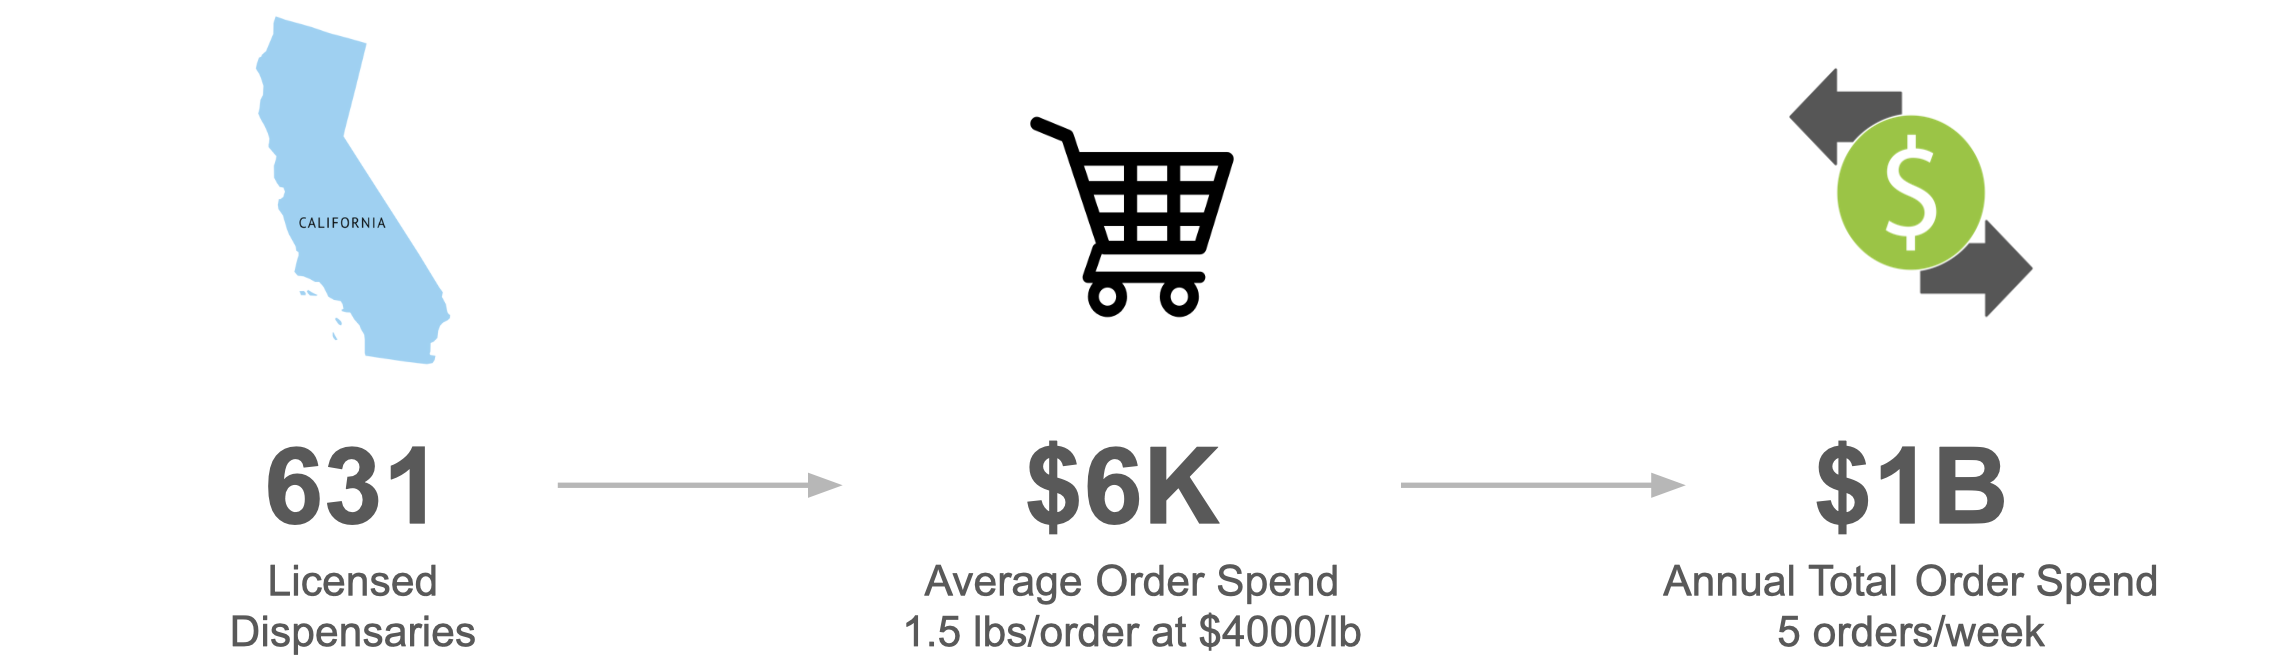 CALIFORNIA
$
631
Licensed
Dispensaries
$6K
Average Order Spend
1.5 lbs/order at $4000/lb
$1B
Annual Total Order Spend
5 orders/week